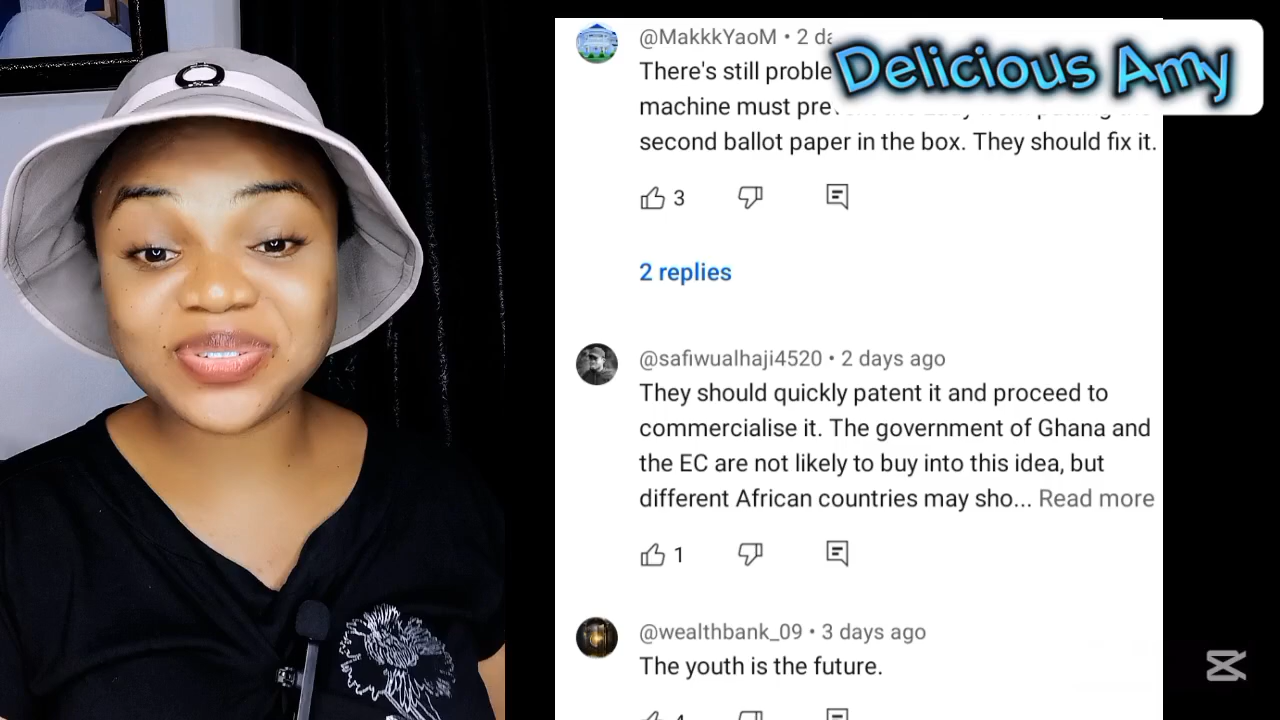 @MakkkYaoM • 2
Delicious Amy
There's still
machine must
second ballot paper in the box. They should fix it.
3
2 replies
@safiwualhaji4520 • 2 days ago
They should quickly patent it and proceed to
commercialise it. The government of Ghana and
the EC are not likely to buy into this idea, but
different African countries may sho... Read more
1
@wealthbank_09 • 3 days ago
The youth is the future.